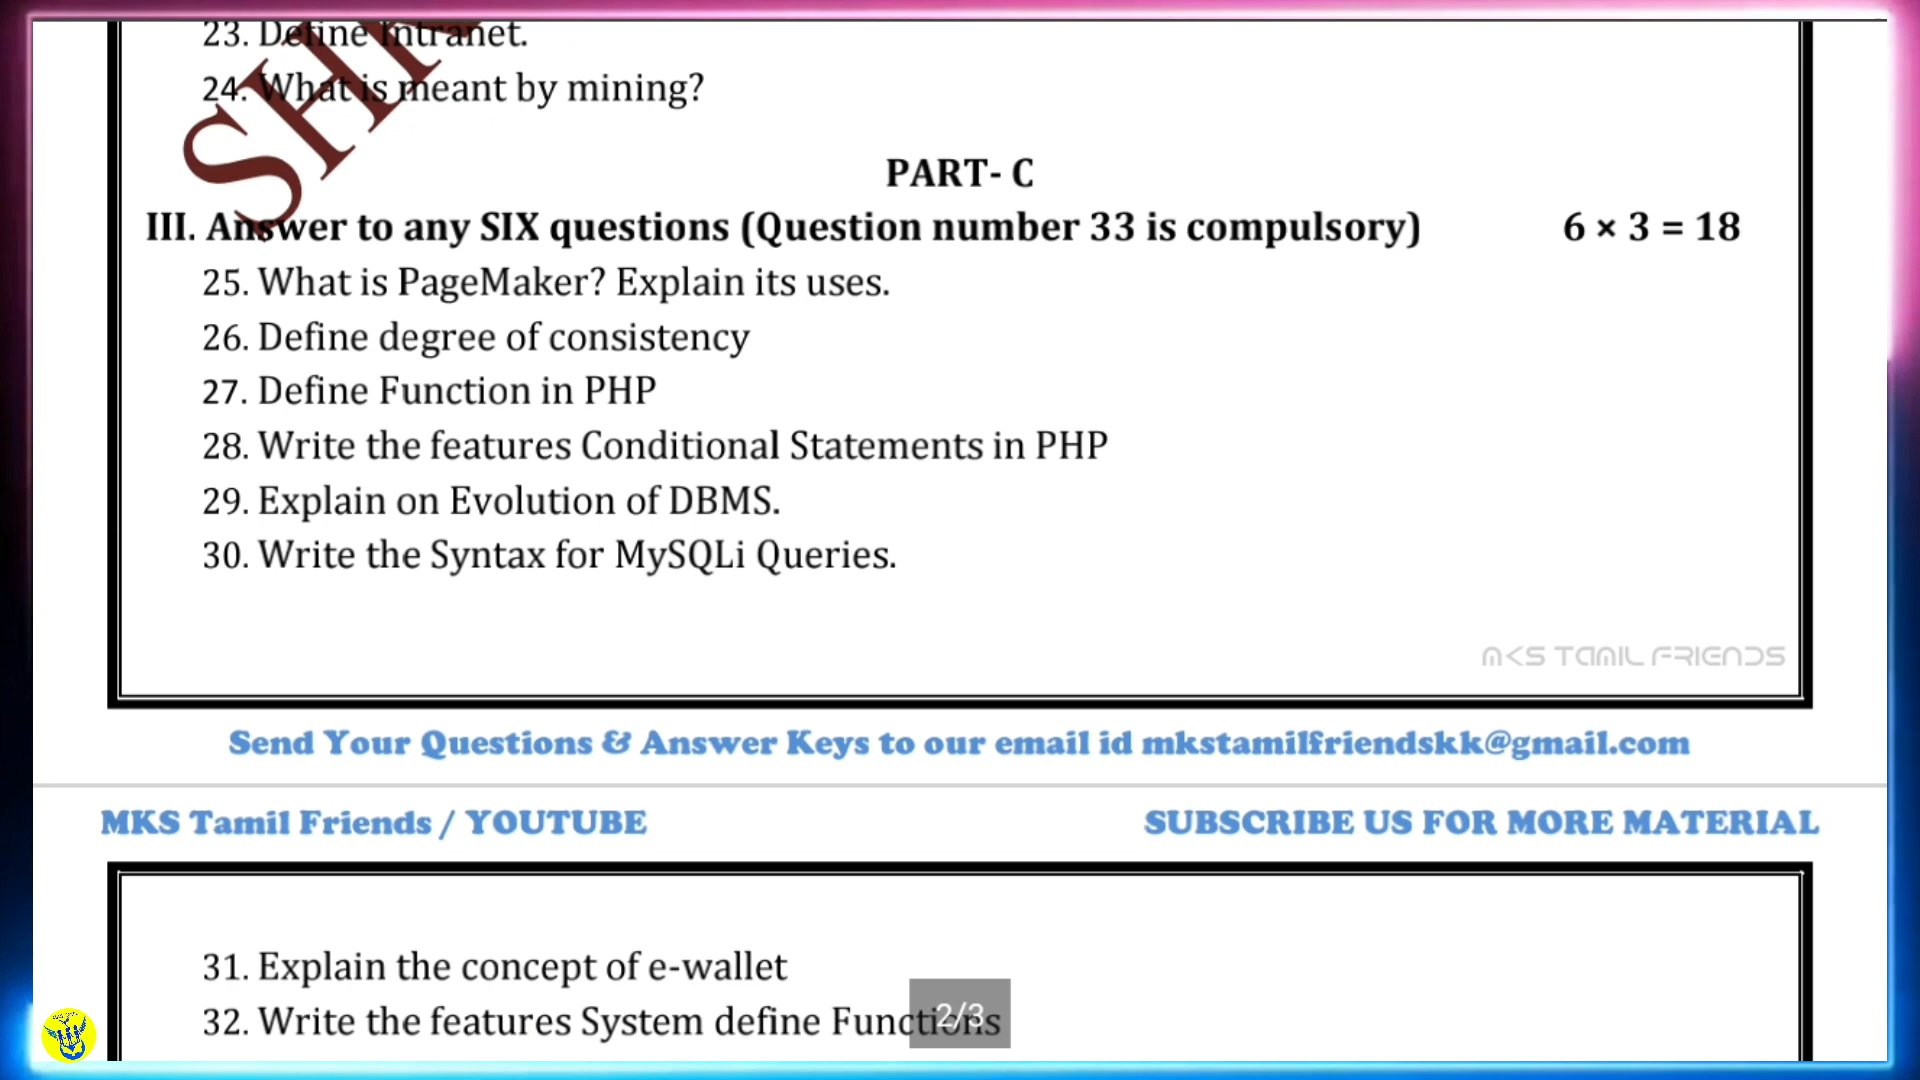 23. Define Intranet.
24. What is meant by mining?
SH
PART- C
III. Answer to any SIX questions (Question number 33 is compulsory) 6 × 3 = 18
25. What is PageMaker? Explain its uses.
26. Define degree of consistency
27. Define Function in PHP
28. Write the features Conditional Statements in PHP
29. Explain on Evolution of DBMS.
30. Write the Syntax for MySQLi Queries.
MKS TAMIL FRIENDS
Send Your Questions & Answer Keys to our email id mkstamilfriendskk@gmail.com
MKS Tamil Friends / YOUTUBE SUBSCRIBE US FOR MORE MATERIAL
31. Explain the concept of e-wallet
32. Write the features System define Functions
2/3